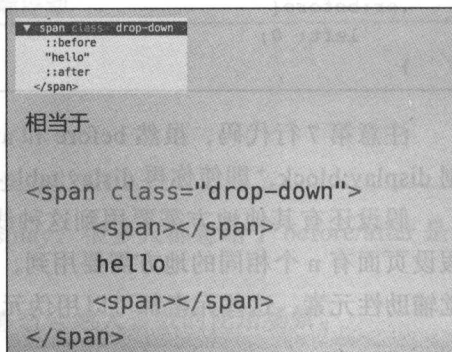 ▼ span class= drop-down
::before
"hello"
::after
</span>
相当于
<span class="drop-down">
<span></span>
hello
<span></span>
</span>